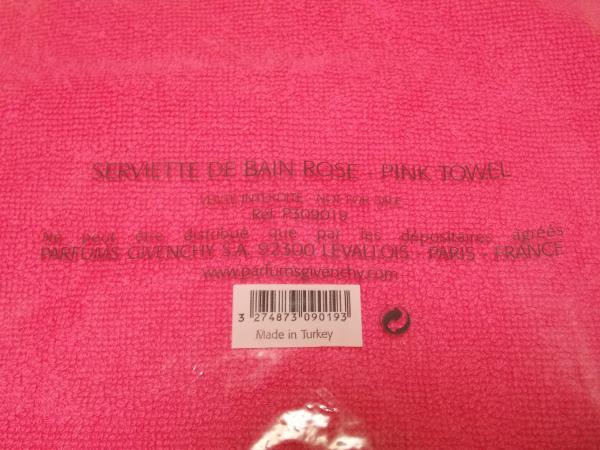 SERVIETTE DE BAIN ROSE - PINK TOWEL
VENTE INTERDITE - NOT FOR SALE
Réf. P309019
Ne peut être distribué que par les dépositaires agréés
PARFUMS GIVENCHY S.A. 92300 LEVALLOIS - PARIS - FRANCE
www.parfumsgivenchy.com
3 274873 090193
Made in Turkey